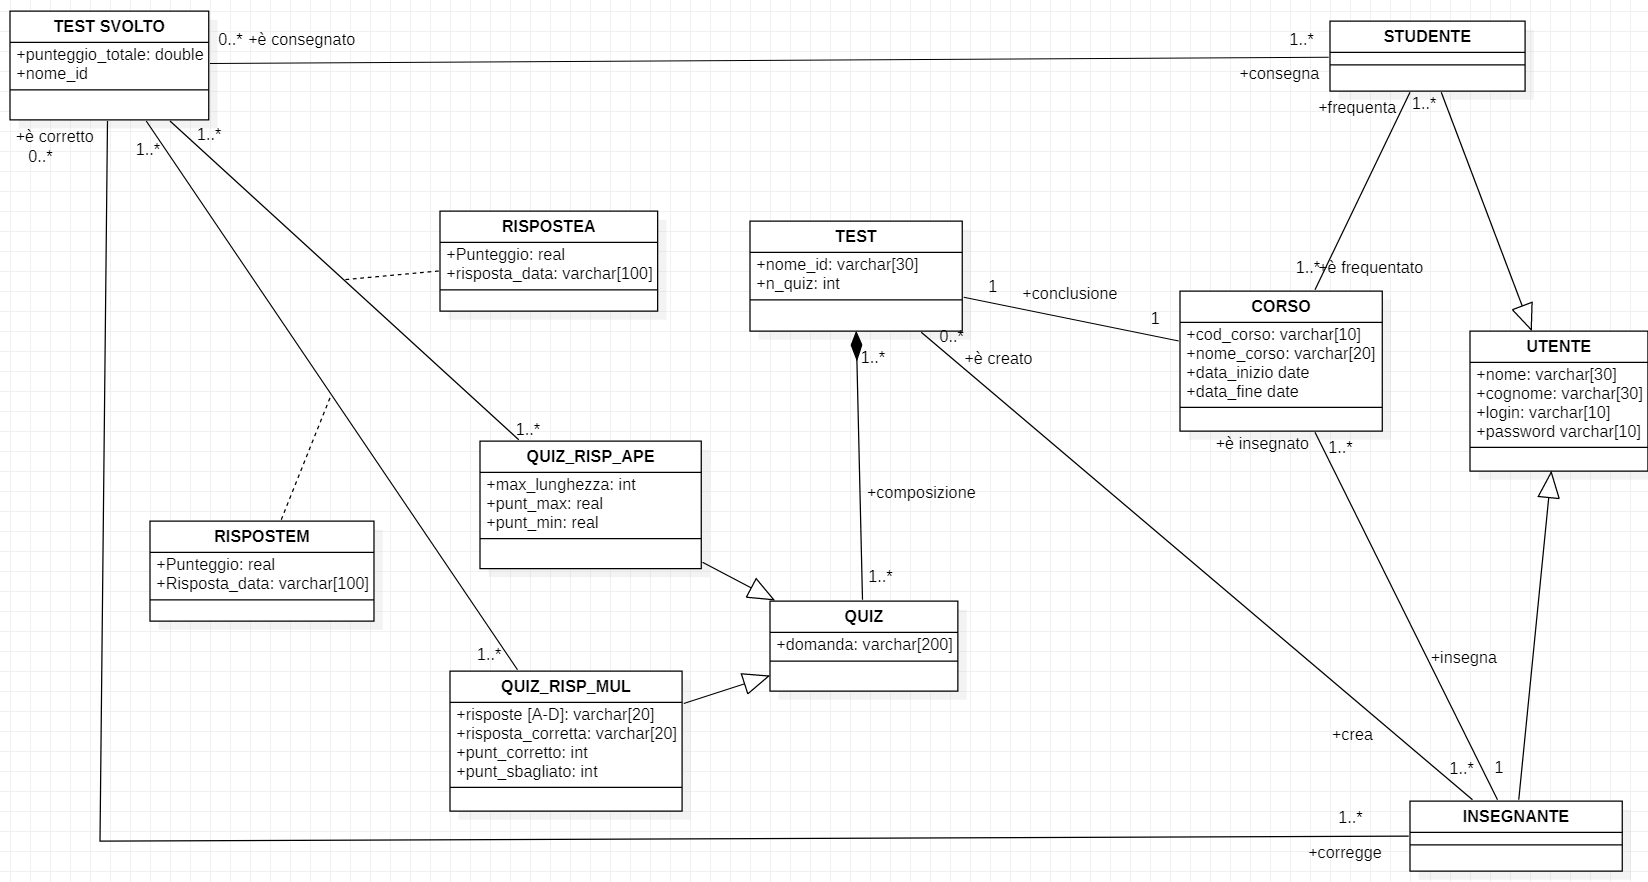 TEST SVOLTO
+punteggio_totale: double
+nome_id
0..* +è consegnato
1..*
+consegna
STUDENTE
+è corretto
0..*
1..*
1..*
+frequenta
1..*
RISPOSTEA
+Punteggio: real
+risposta_data: varchar[100]
TEST
+nome_id: varchar[30]
+n_quiz: int
1
+conclusione
1
0..*
+è creato
1..*
1..*
+è frequentato
CORSO
+cod_corso: varchar[10]
+nome_corso: varchar[20]
+data_inizio date
+data_fine date
UTENTE
+nome: varchar[30]
+cognome: varchar[30]
+login: varchar[10]
+password varchar[10]
+è insegnato
1..*
1..*
QUIZ_RISP_APE
+max_lunghezza: int
+punt_max: real
+punt_min: real
+composizione
RISPOSTEM
+Punteggio: real
+Risposta_data: varchar[100]
1..*
QUIZ
+domanda: varchar[200]
1..*
QUIZ_RISP_MUL
+risposte [A-D]: varchar[20]
+risposta_corretta: varchar[20]
+punt_corretto: int
+punt_sbagliato: int
+insegna
+crea
1..*
1
1..*
+corregge
INSEGNANTE